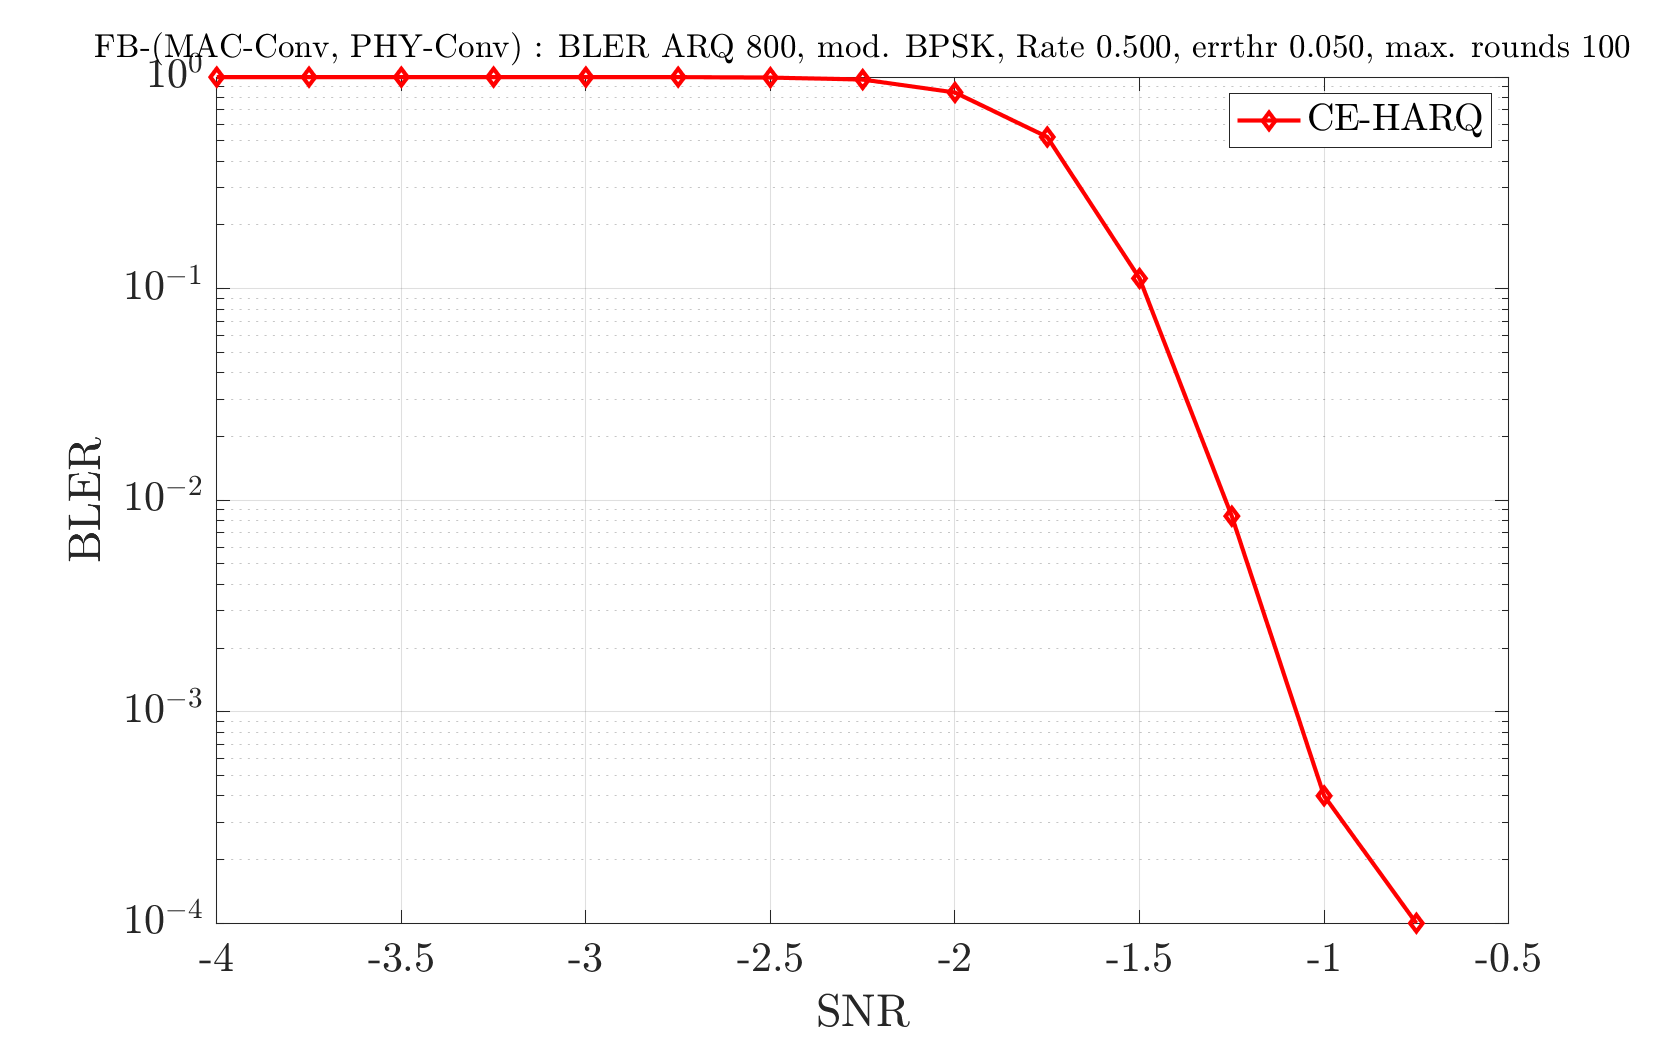 FB-(MAC-Conv, PHY-Conv) : BLER ARQ 800, mod. BPSK, Rate 0.500, errthr 0.050, max. rounds 100
10⁰
CE-HARQ
10⁻¹
10⁻²
10⁻³
10⁻⁴
BLER
-4 -3.5 -3 -2.5 -2 -1.5 -1 -0.5
SNR